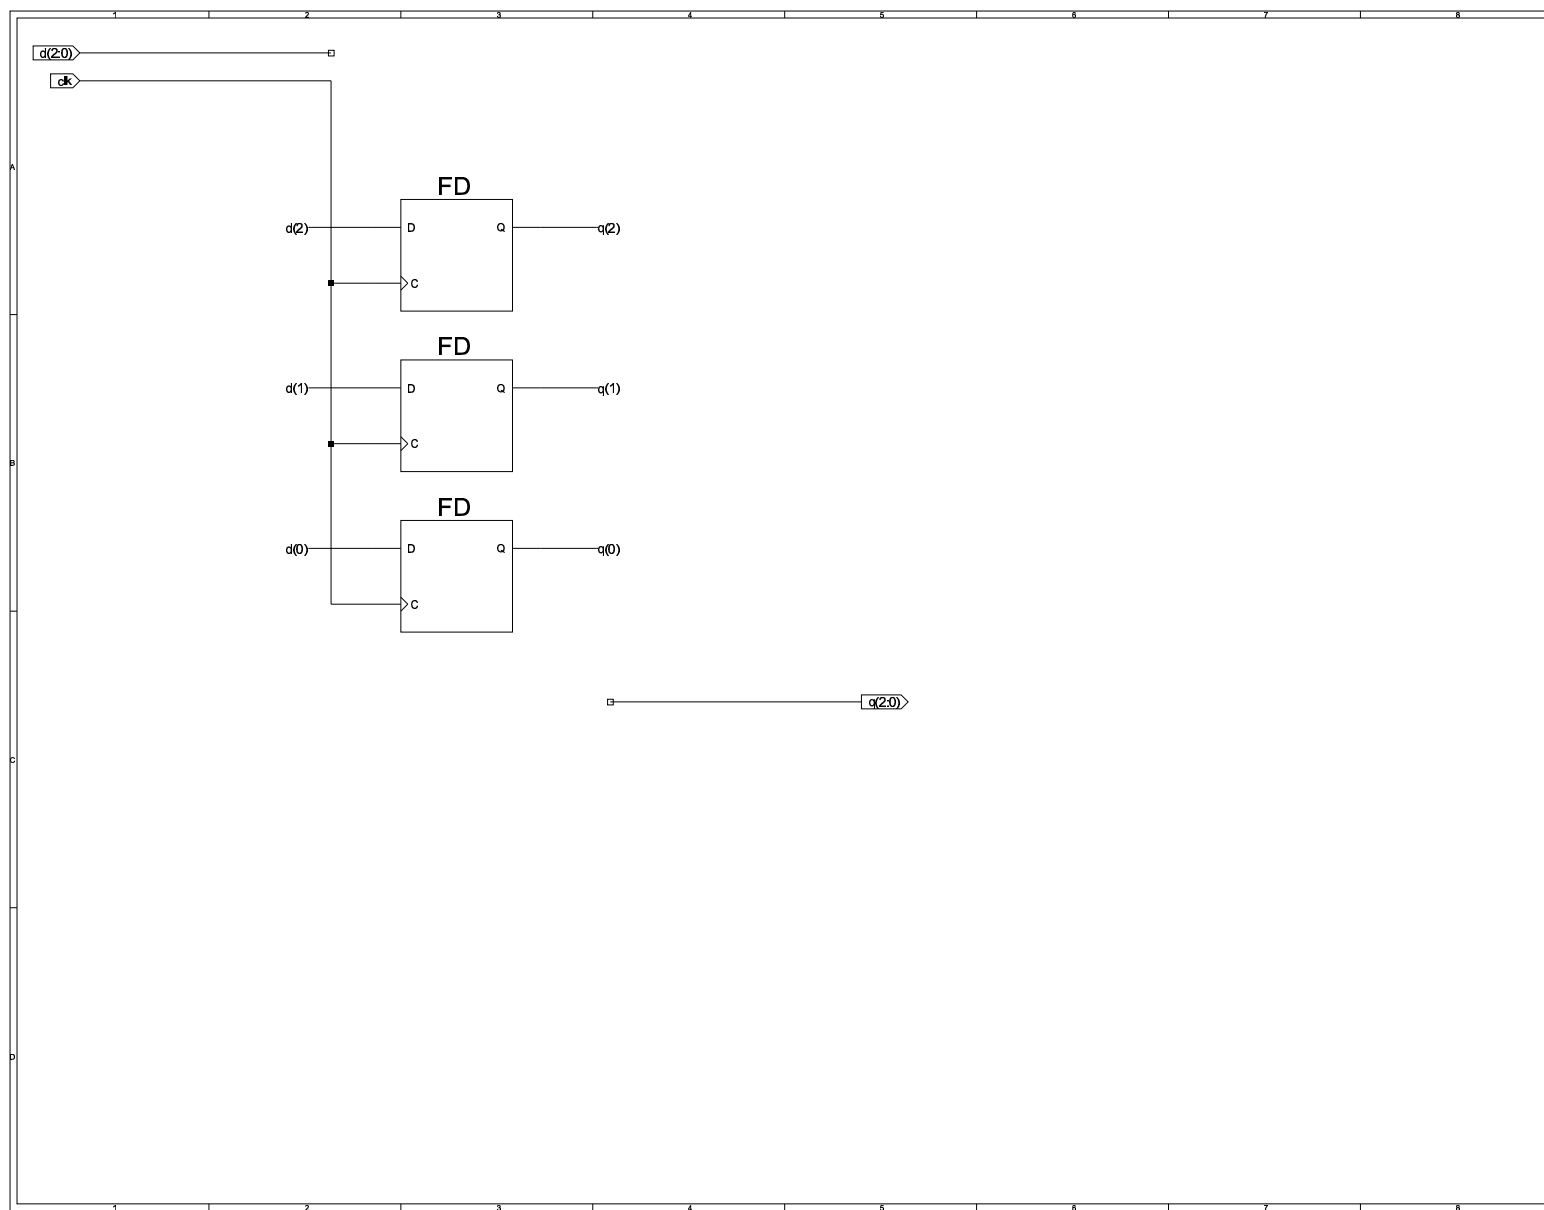 1 2 3 4 5 6 7 8
d(2:0)
clk
A
FD
d(2) D Q q(2)
C
FD
d(1) D Q q(1)
C
B
FD
d(0) D Q q(0)
C
q(2:0)
C
D
1 2 3 4 5 6 7 8